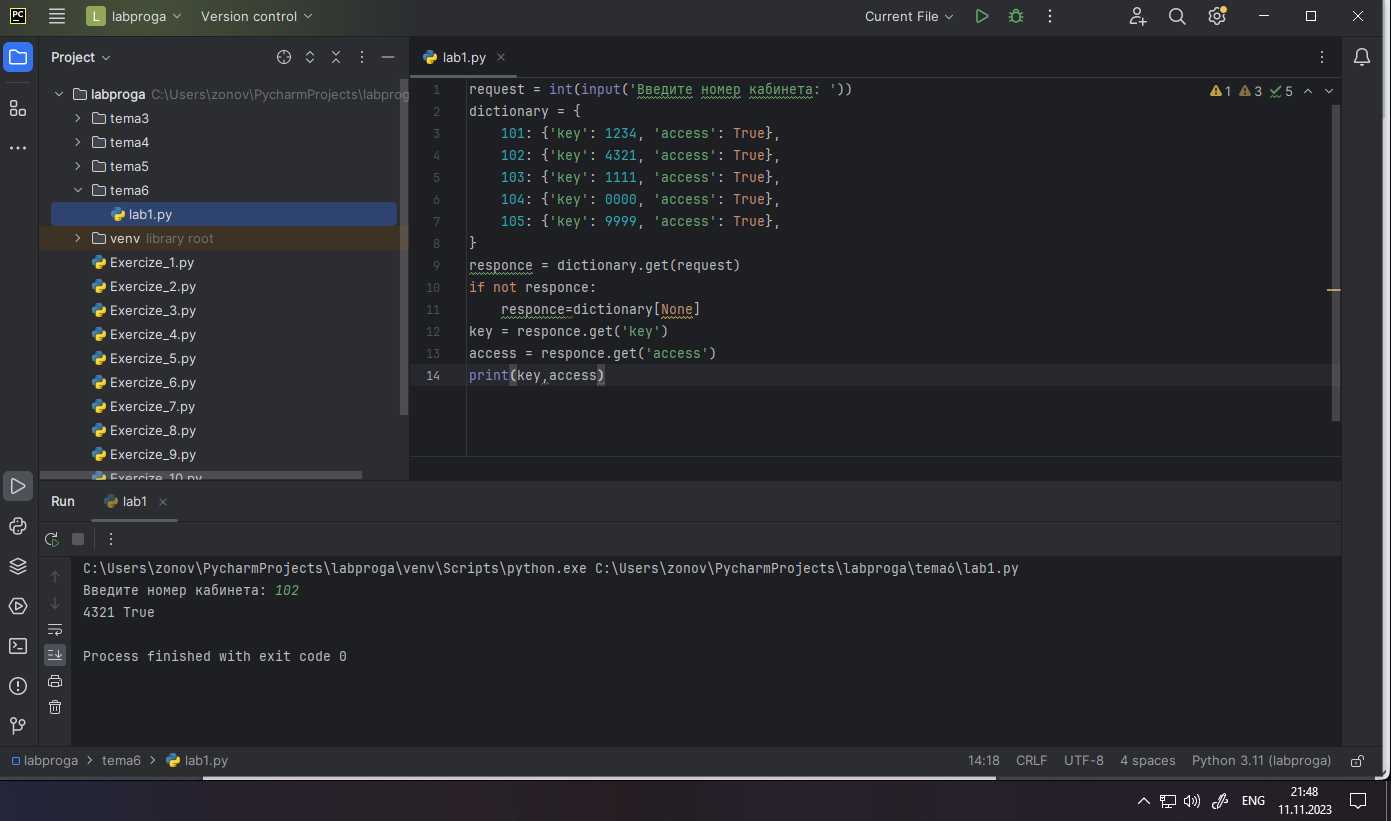 PC L labproga Version control Current File
Project
labproga C:\Users\zonov\PycharmProjects\labprog
tema3
tema4
tema5
tema6
lab1.py
venv library root
Exercize_1.py
Exercize_2.py
Exercize_3.py
Exercize_4.py
Exercize_5.py
Exercize_6.py
Exercize_7.py
Exercize_8.py
Exercize_9.py
Exercize_10.py
lab1.py
1 request = int(input('Введите номер кабинета: '))
2 dictionary = {
3 101: {'key': 1234, 'access': True},
4 102: {'key': 4321, 'access': True},
5 103: {'key': 1111, 'access': True},
6 104: {'key': 0000, 'access': True},
7 105: {'key': 9999, 'access': True},
8 }
9 responce = dictionary.get(request)
10 if not responce:
11 responce=dictionary[None]
12 key = responce.get('key')
13 access = responce.get('access')
14 print(key,access)
1 3 5
Run lab1
C:\Users\zonov\PycharmProjects\labproga\venv\Scripts\python.exe C:\Users\zonov\PycharmProjects\labproga\tema6\lab1.py
Введите номер кабинета: 102
4321 True
Process finished with exit code 0
labproga > tema6 > lab1.py 14:18 CRLF UTF-8 4 spaces Python 3.11 (labproga)
ENG 21:48
11.11.2023